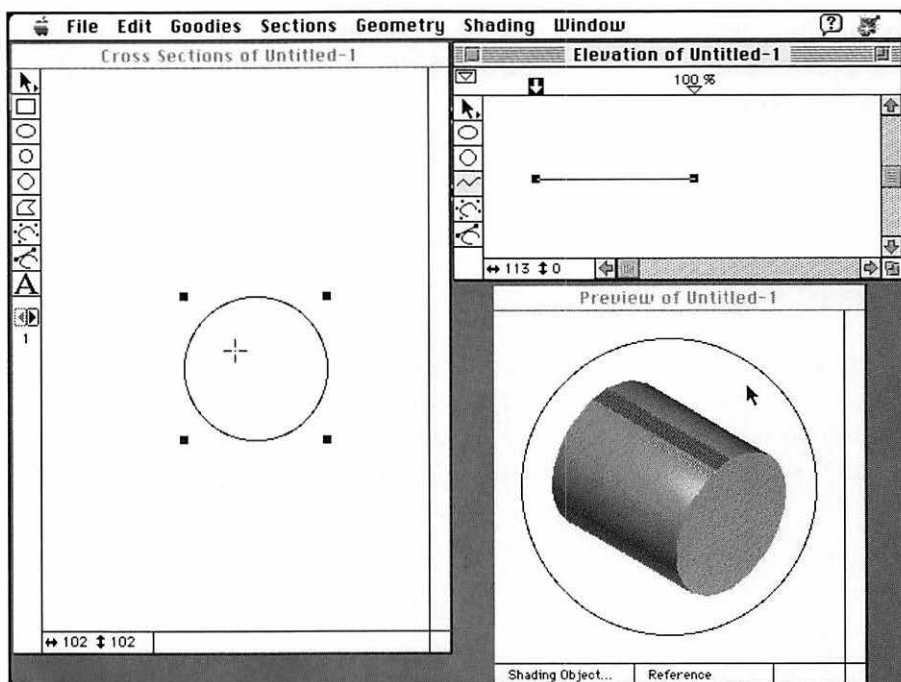 File Edit Goodies Sections Geometry Shading Window
Cross Sections of Untitled-1
A
1
↔ 102 ↕ 102
Elevation of Untitled-1
100 %
↔ 113 ↕ 0
Preview of Untitled-1
Shading Object... Reference